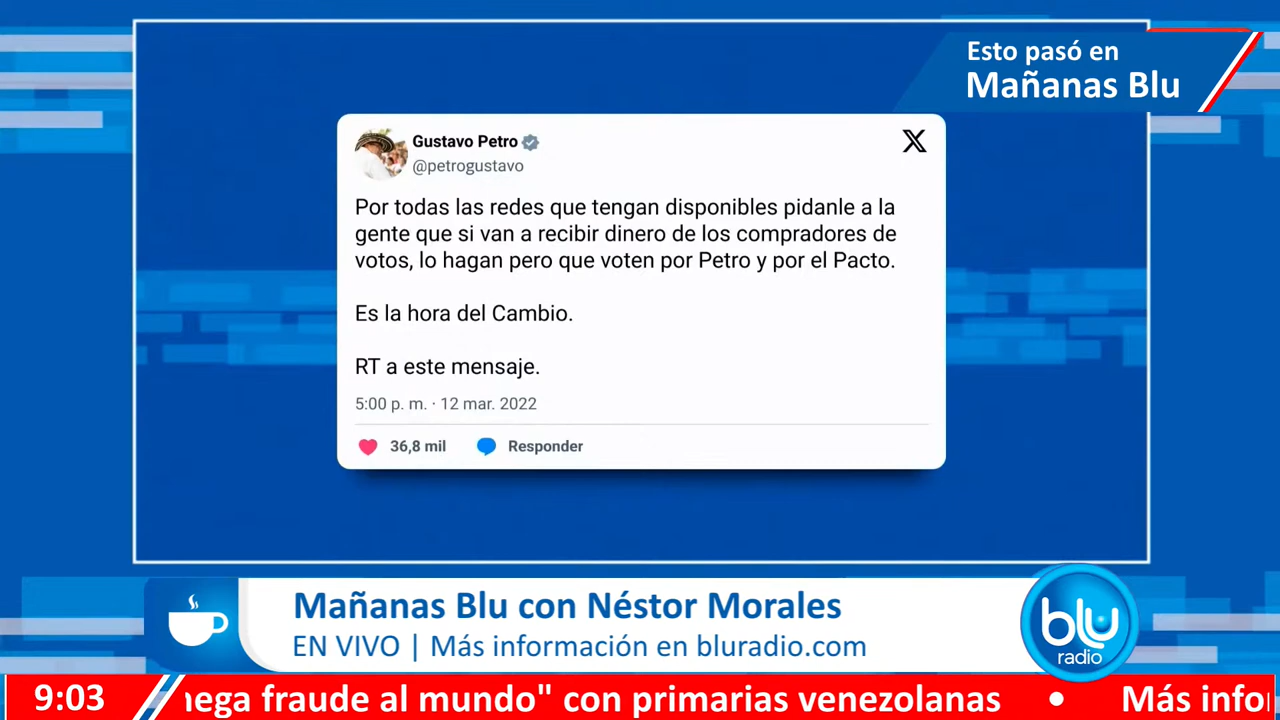 Esto pasó en
Mañanas Blu
Gustavo Petro
@petrogustavo
Por todas las redes que tengan disponibles pidanle a la
gente que si van a recibir dinero de los compradores de
votos, lo hagan pero que voten por Petro y por el Pacto.
Es la hora del Cambio.
RT a este mensaje.
5:00 p. m. · 12 mar. 2022
36,8 mil Responder
Mañanas Blu con Néstor Morales
EN VIVO | Más información en bluradio.com
blu
radio
9:03 fraude al mundo" con primarias venezolanas • Más